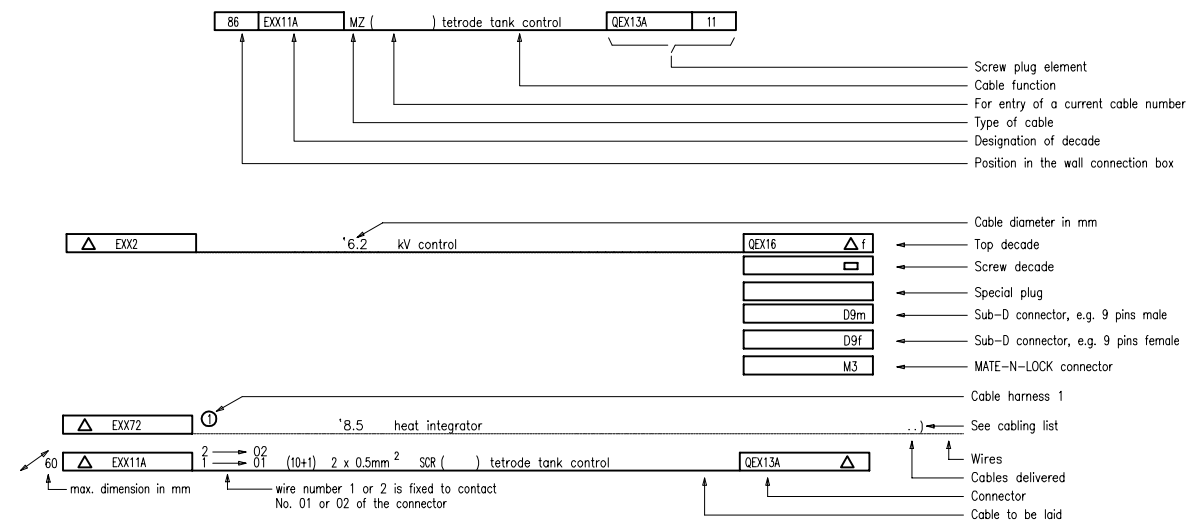 86 EXX11A MZ ( ) tetrode tank control QEX13A 11
Screw plug element
Cable function
For entry of a current cable number
Type of cable
Designation of decade
Position in the wall connection box
Cable diameter in mm
EXX2 '6.2 kV control QEX16 f Top decade
Screw decade
Special plug
D9m Sub-D connector, e.g. 9 pins male
D9f Sub-D connector, e.g. 9 pins female
M3 MATE-N-LOCK connector
Cable harness 1
EXX72 1 '8.5 heat integrator ..) See cabling list
2 02
60 EXX11A 1 01 (10+1) 2 x 0.5mm 2 SCR ( ) tetrode tank control QEX13A
Wires
Cables delivered
max. dimension in mm
wire number 1 or 2 is fixed to contact
No. 01 or 02 of the connector
Connector
Cable to be laid